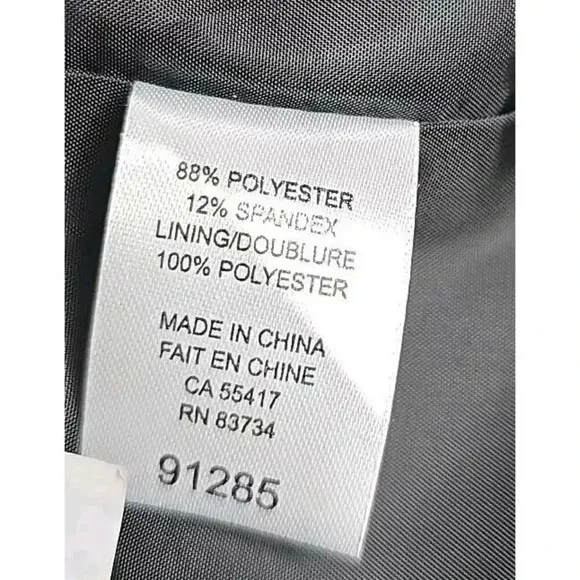 88% POLYESTER
12% SPANDEX
LINING/DOUBLURE
100% POLYESTER
MADE IN CHINA
FAIT EN CHINE
CA 55417
RN 83734
91285